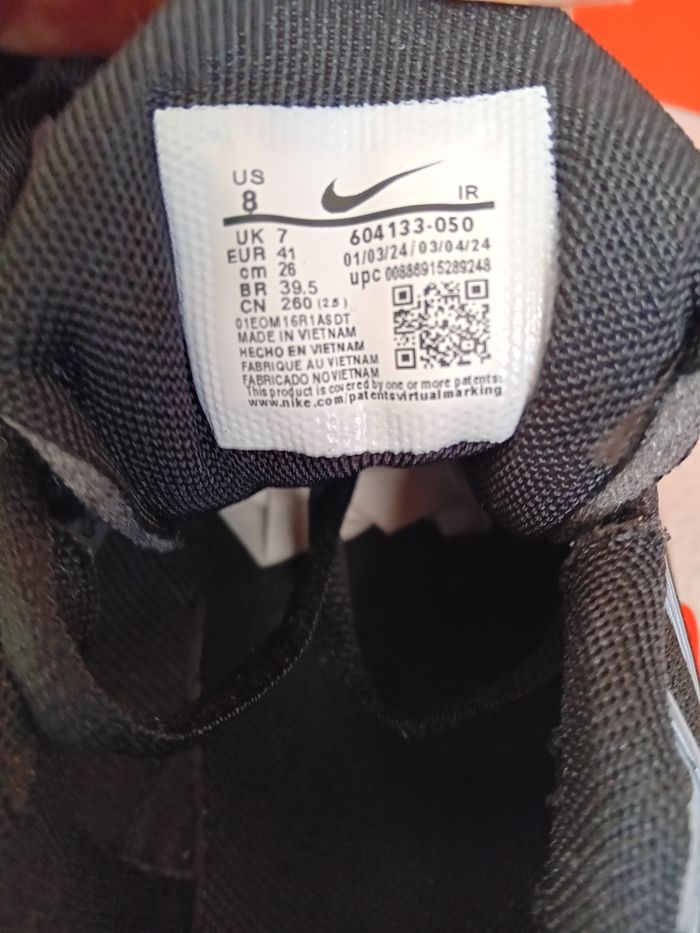 US
8
IR
UK 7
EUR 41
cm 26
BR 39.5
CN 260 (2.5)
604133-050
01/03/24/03/04/24
upc 00888915289248
01EOM16R1ASDT
MADE IN VIETNAM
HECHO EN VIETNAM
FABRIQUE AU VIETNAM
FABRICADO NO VIETNAM
This product is covered by one or more patents:
www.nike.com/patentsvirtualmarking